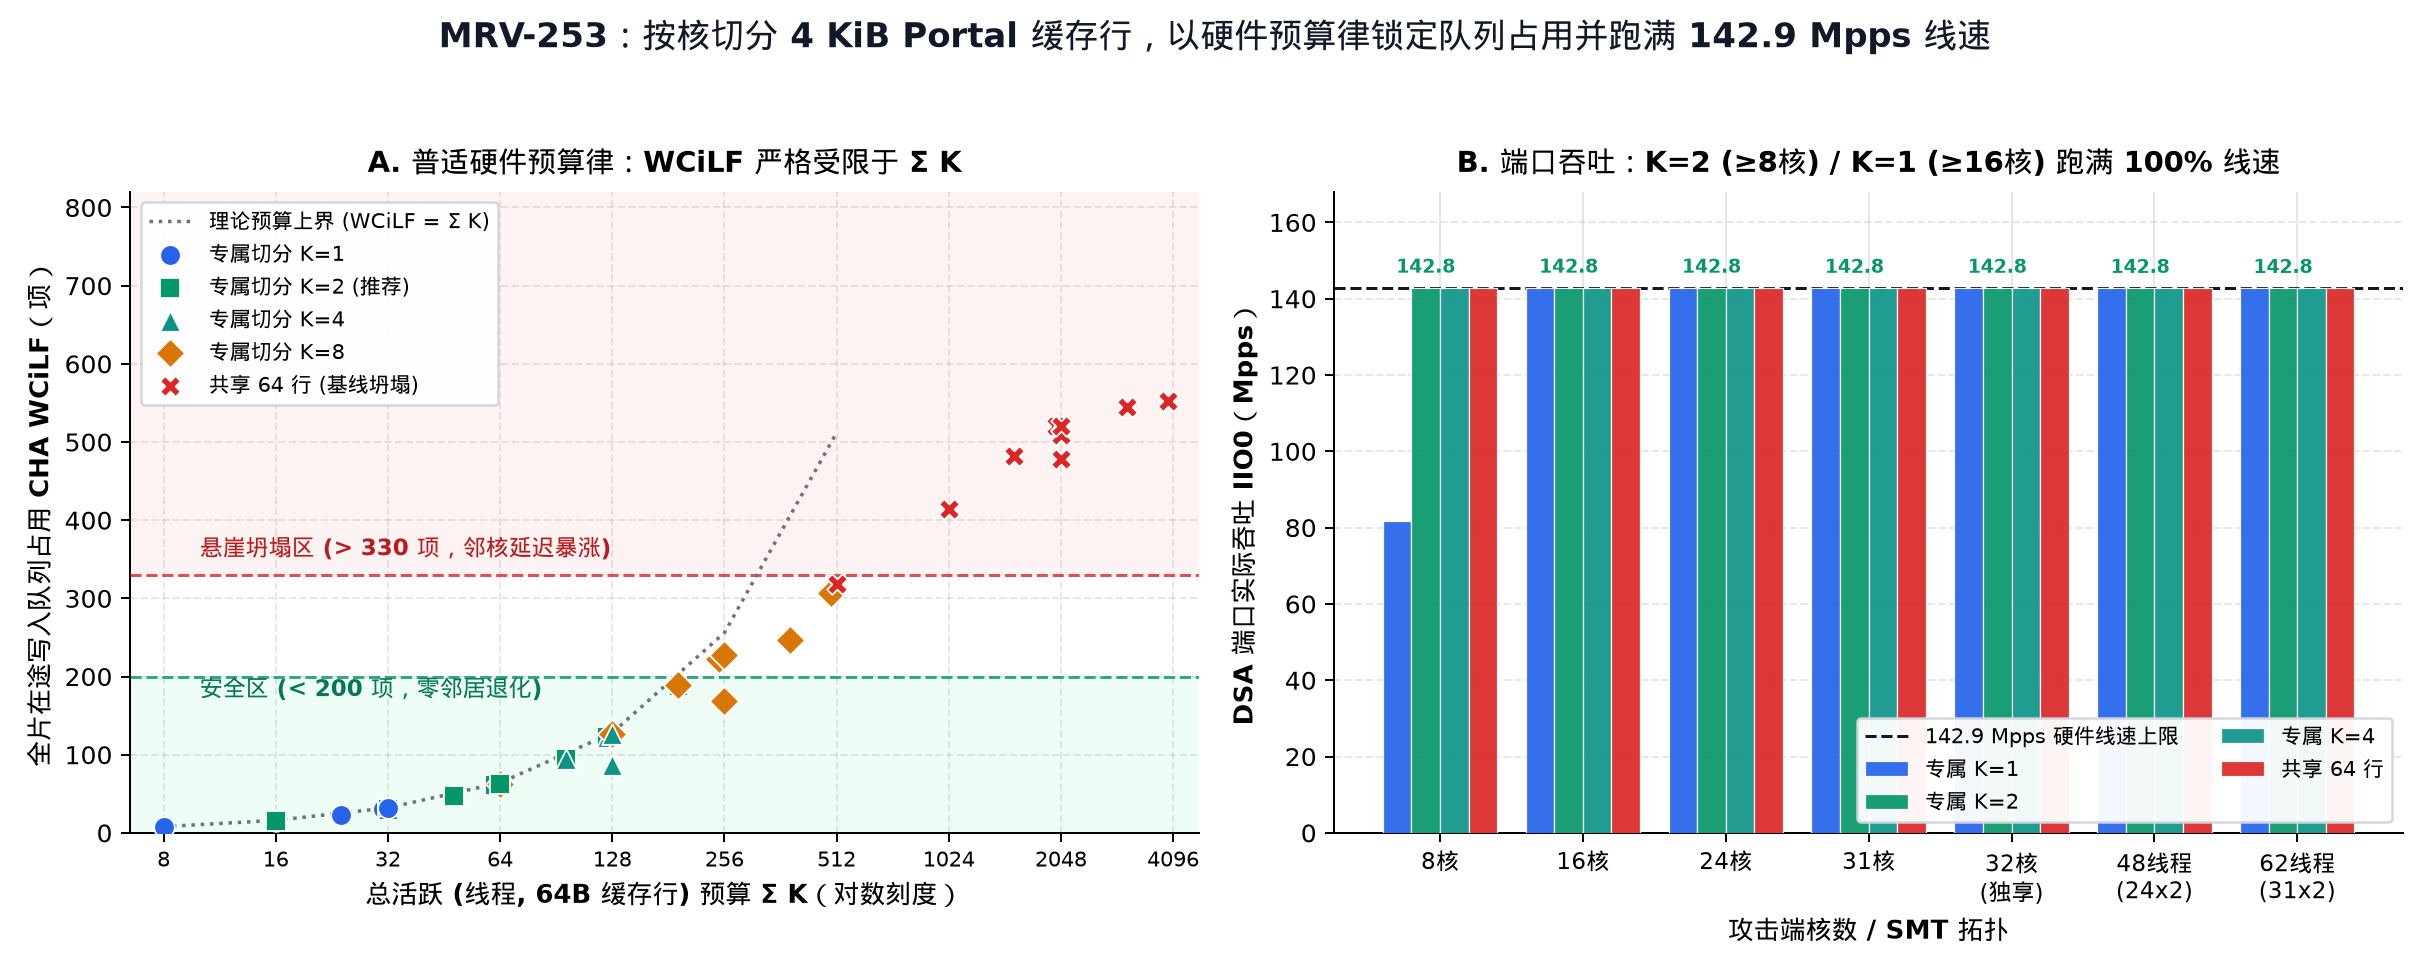 MRV-253：按核切分 4 KiB Portal 缓存行，以硬件预算律锁定队列占用并跑满 142.9 Mpps 线速
A. 普适硬件预算律：WCiLF 严格受限于 Σ K
全片在途写入队列占用 CHA WCiLF（项）
800
700
600
500
400
300
200
100
0
理论预算上界 (WCiLF = Σ K)
专属切分 K=1
专属切分 K=2 (推荐)
专属切分 K=4
专属切分 K=8
共享 64 行 (基线坍塌)
悬崖坍塌区 (> 330 项，邻核延迟暴涨)
安全区 (< 200 项，零邻居退化)
8 16 32 64 128 256 512 1024 2048 4096
总活跃 (线程, 64B 缓存行) 预算 Σ K（对数刻度）
B. 端口吞吐：K=2 (≥8核) / K=1 (≥16核) 跑满 100% 线速
DSA 端口实际吞吐 IIO0（Mpps）
160
140
120
100
80
60
40
20
0
142.8 142.8 142.8 142.8 142.8 142.8 142.8
142.9 Mpps 硬件线速上限
专属 K=1
专属 K=2
专属 K=4
共享 64 行
8核 16核 24核 31核 32核 48线程 62线程
(独享) (24x2) (31x2)
攻击端核数 / SMT 拓扑